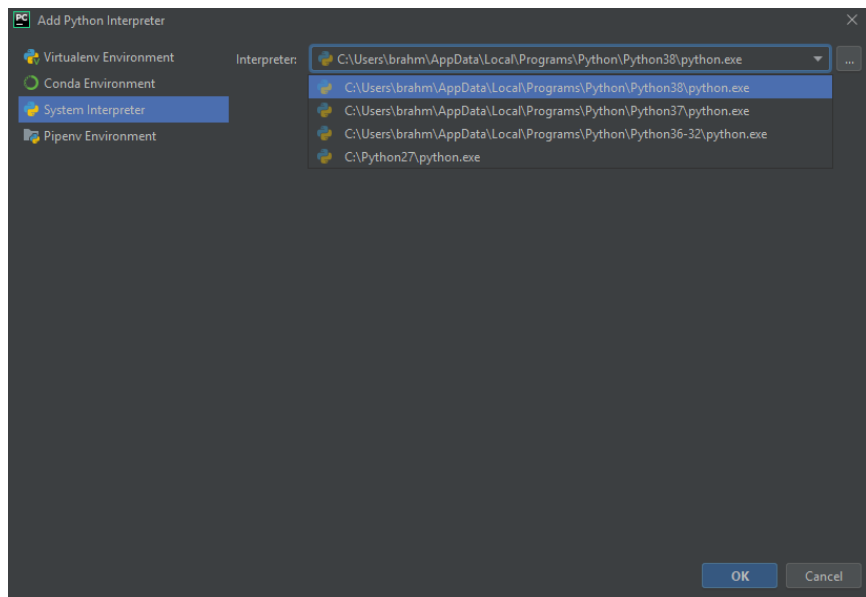 PC Add Python Interpreter
Virtualenv Environment
Conda Environment
System Interpreter
Pipenv Environment
Interpreter: C:\Users\brahm\AppData\Local\Programs\Python\Python38\python.exe ...
C:\Users\brahm\AppData\Local\Programs\Python\Python38\python.exe
C:\Users\brahm\AppData\Local\Programs\Python\Python37\python.exe
C:\Users\brahm\AppData\Local\Programs\Python\Python36-32\python.exe
C:\Python27\python.exe
OK Cancel